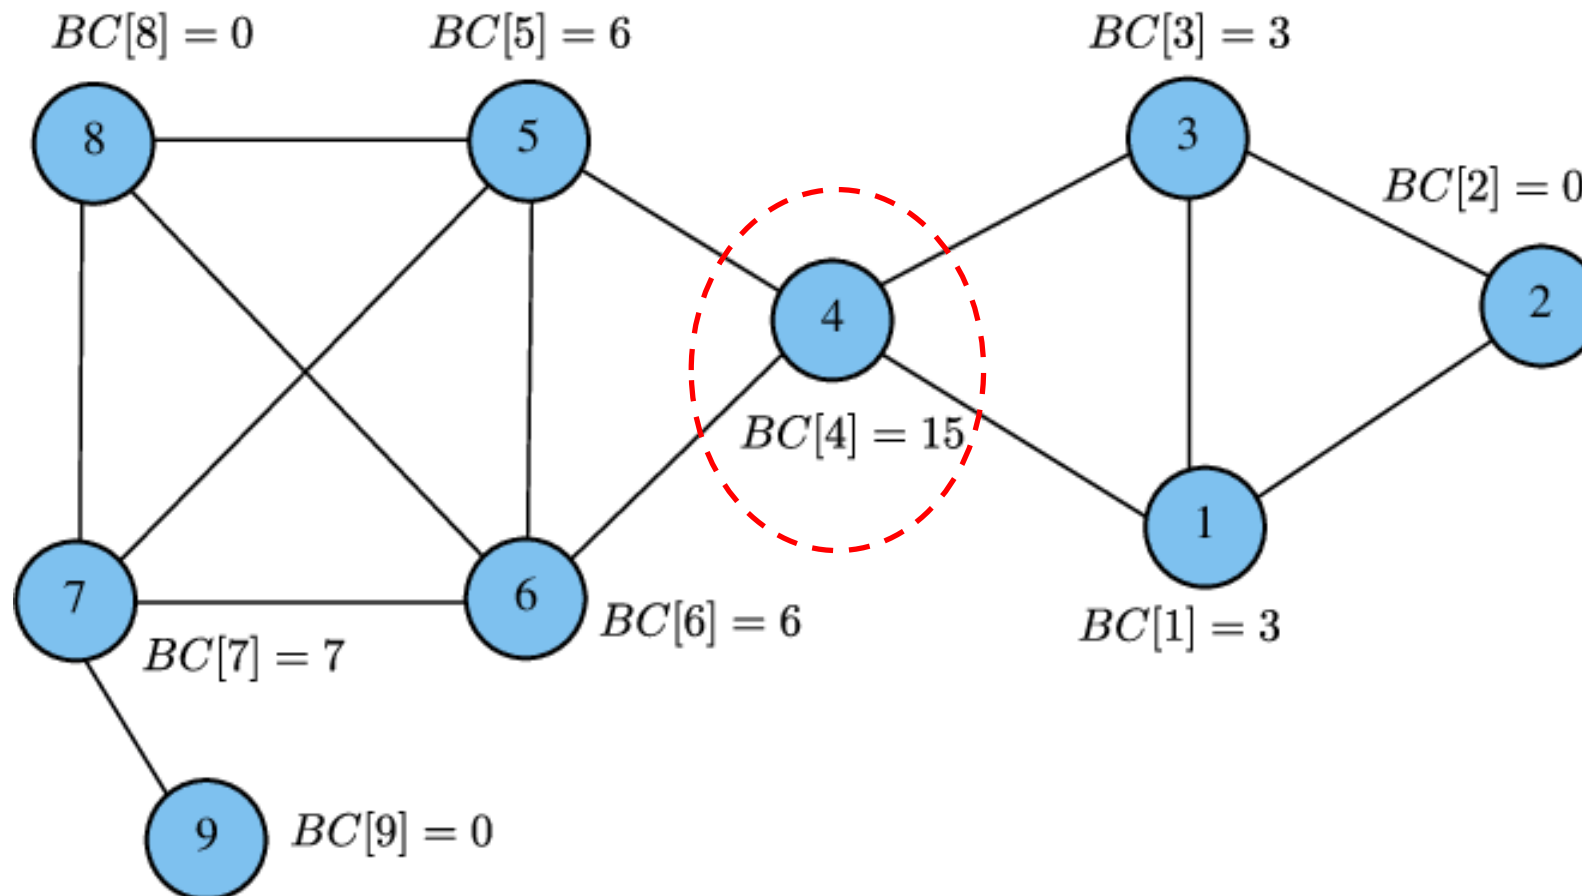 BC[8] = 0
BC[5] = 6
BC[3] = 3
8
5
3
BC[2] = 0
2
4
BC[4] = 15
1
7
6
BC[6] = 6
BC[1] = 3
BC[7] = 7
9
BC[9] = 0